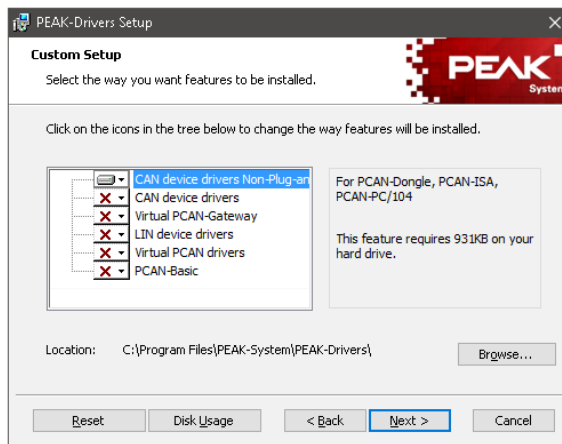 PEAK-Drivers Setup
Custom Setup
Select the way you want features to be installed.
PEAK
System
Click on the icons in the tree below to change the way features will be installed.
CAN device drivers Non-Plug-an
CAN device drivers
Virtual PCAN-Gateway
LIN device drivers
Virtual PCAN drivers
PCAN-Basic
For PCAN-Dongle, PCAN-ISA,
PCAN-PC/104
This feature requires 931KB on your
hard drive.
Location: C:\Program Files\PEAK-System\PEAK-Drivers\
Browse...
Reset Disk Usage < Back Next > Cancel